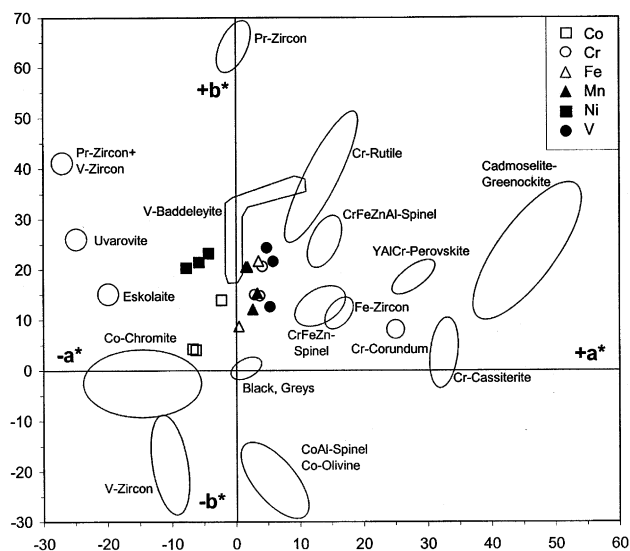 70
60
50
40
30
20
10
0
-10
-20
-30
Pr-Zircon
+b*
Co
Cr
Fe
Mn
Ni
V
Pr-Zircon+
V-Zircon
Cr-Rutile
Cadmoselite-
Greenockite
V-Baddeleyite
CrFeZnAl-Spinel
Uvarovite
YAlCr-Perovskite
Eskolaite
Fe-Zircon
CrFeZn-
Spinel
Co-Chromite
Cr-Corundum
-a*
+a*
Black, Greys
Cr-Cassiterite
CoAl-Spinel
Co-Olivine
V-Zircon
-b*
-30 -20 -10 0 10 20 30 40 50 60